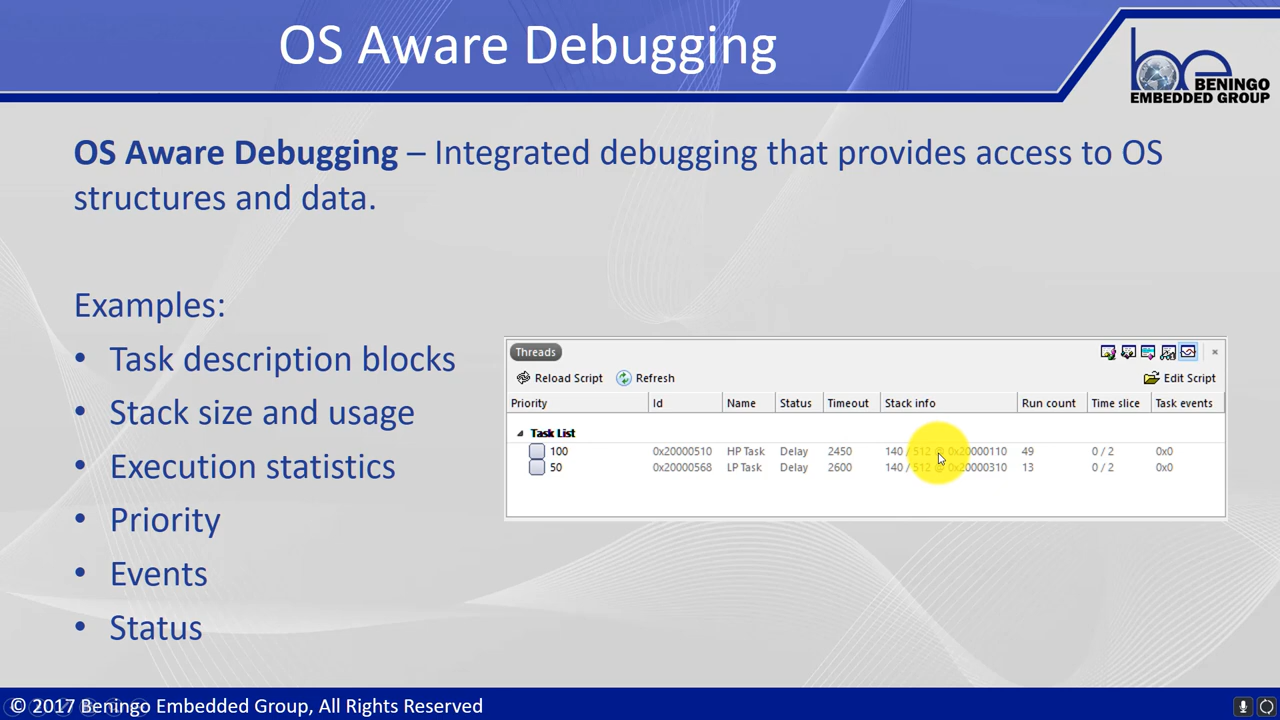 OS Aware Debugging
be
BENINGO
EMBEDDED GROUP
OS Aware Debugging – Integrated debugging that provides access to OS
structures and data.
Examples:
• Task description blocks
• Stack size and usage
• Execution statistics
• Priority
• Events
• Status
Threads
Reload Script Refresh Edit Script
Priority Id Name Status Timeout Stack info Run count Time slice Task events
Task List
100 0x20000510 HP Task Delay 2450 140 / 512 @ 0x20000110 49 0 / 2 0x0
50 0x20000568 LP Task Delay 2600 140 / 512 @ 0x20000310 13 0 / 2 0x0
© 2017 Beningo Embedded Group, All Rights Reserved